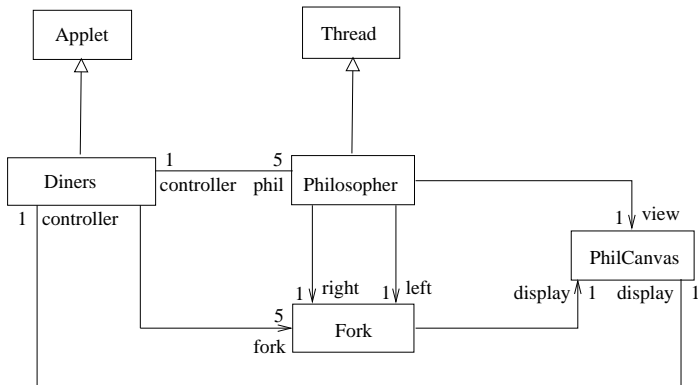 Applet
Thread
1
5
Diners
controller
phil
Philosopher
1
controller
1
view
PhilCanvas
1
right
1
left
display
1
display
1
5
fork
Fork